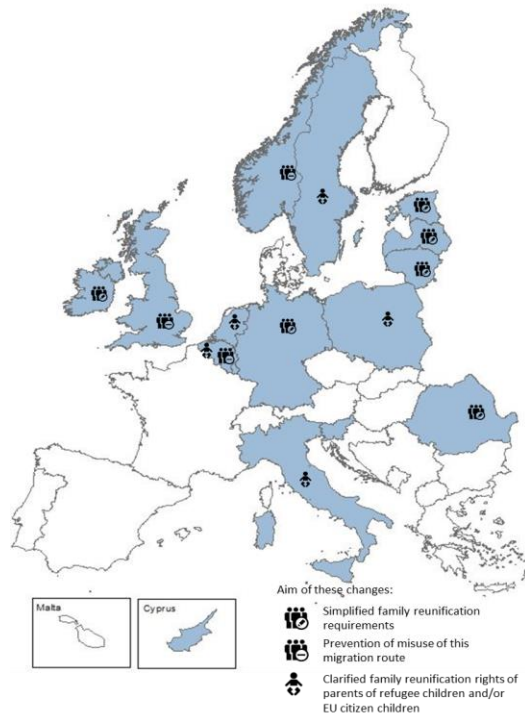 Aim of these changes:
Malta
Cyprus
Simplified family reunification
requirements
Prevention of misuse of this
migration route
Clarified family reunification rights of
parents of refugee children and/or
EU citizen children